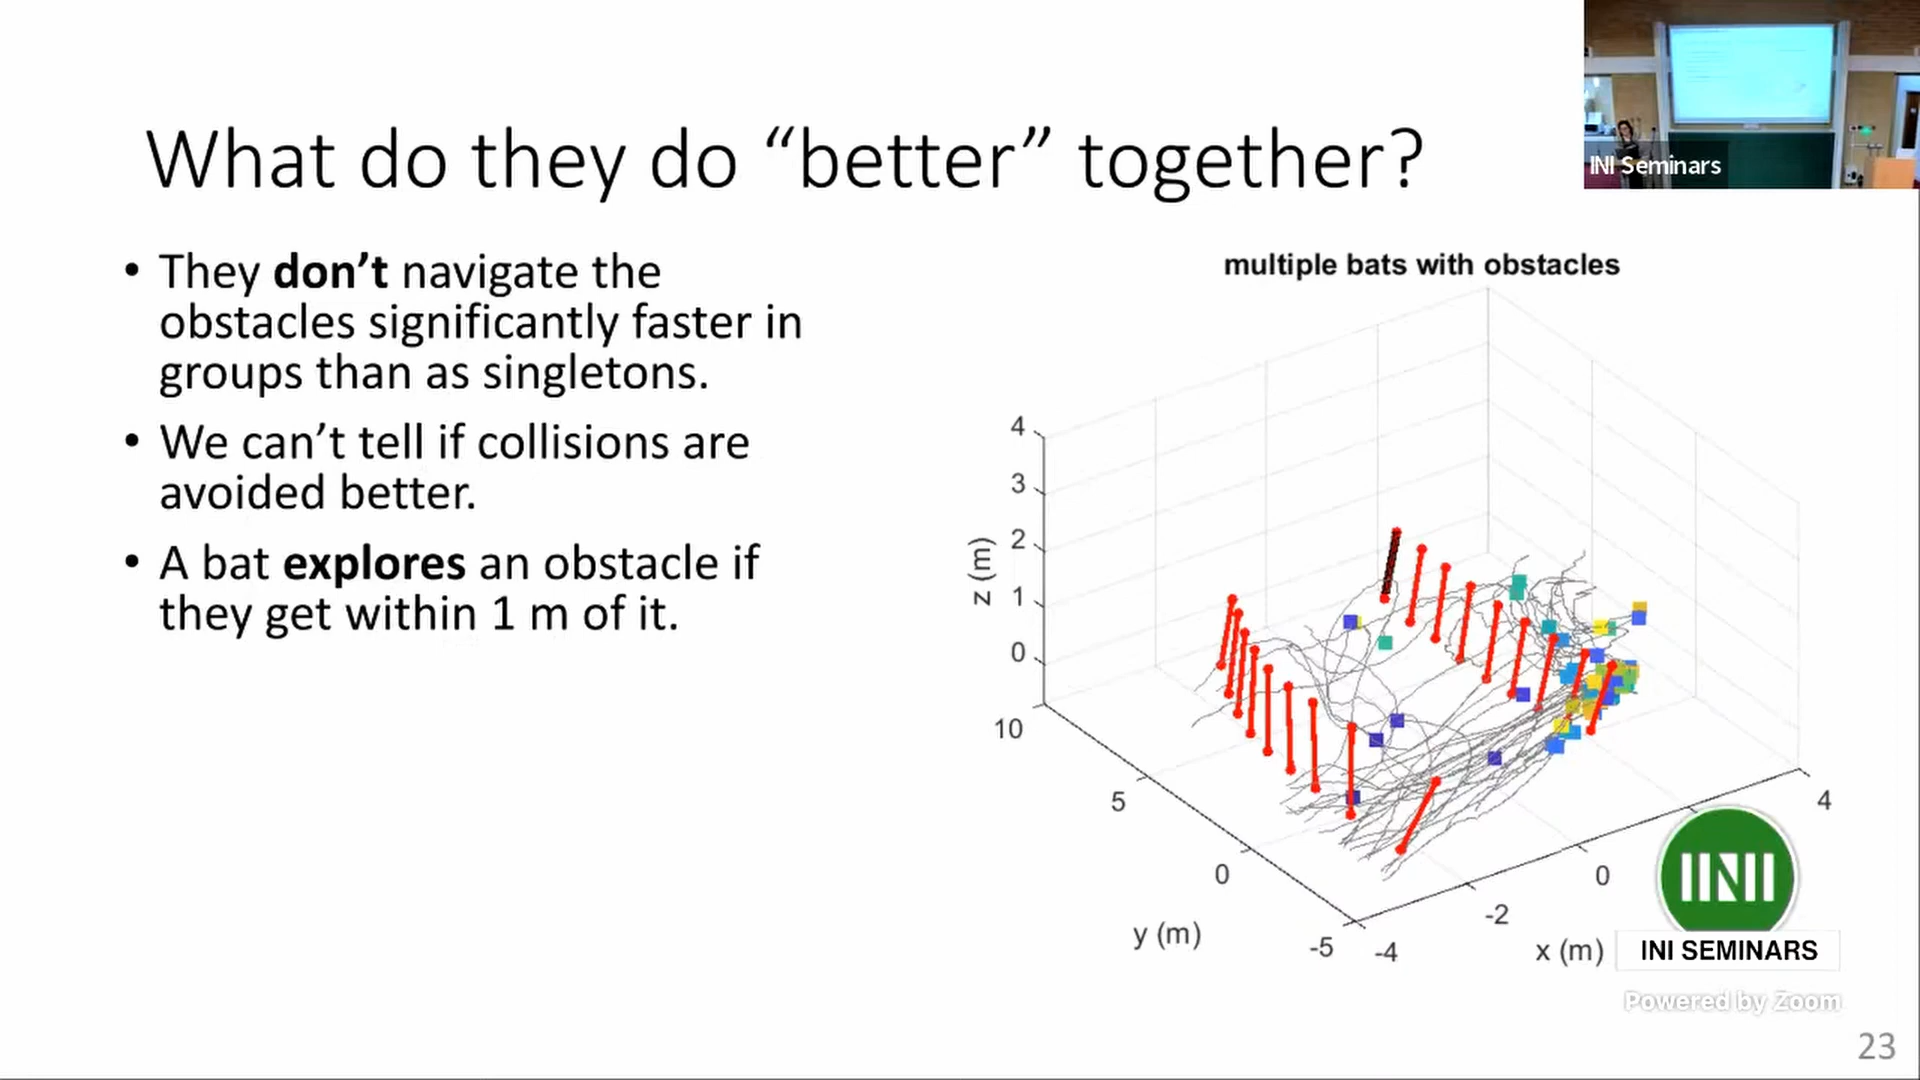 What do they do “better” together?
INI Seminars
• They don’t navigate the
obstacles significantly faster in
groups than as singletons.
• We can’t tell if collisions are
avoided better.
• A bat explores an obstacle if
they get within 1 m of it.
multiple bats with obstacles
4
3
2
1
0
z (m)
10
5
0
-5
y (m)
-4
-2
0
4
x (m)
INI
INI SEMINARS
Powered by Zoom
23